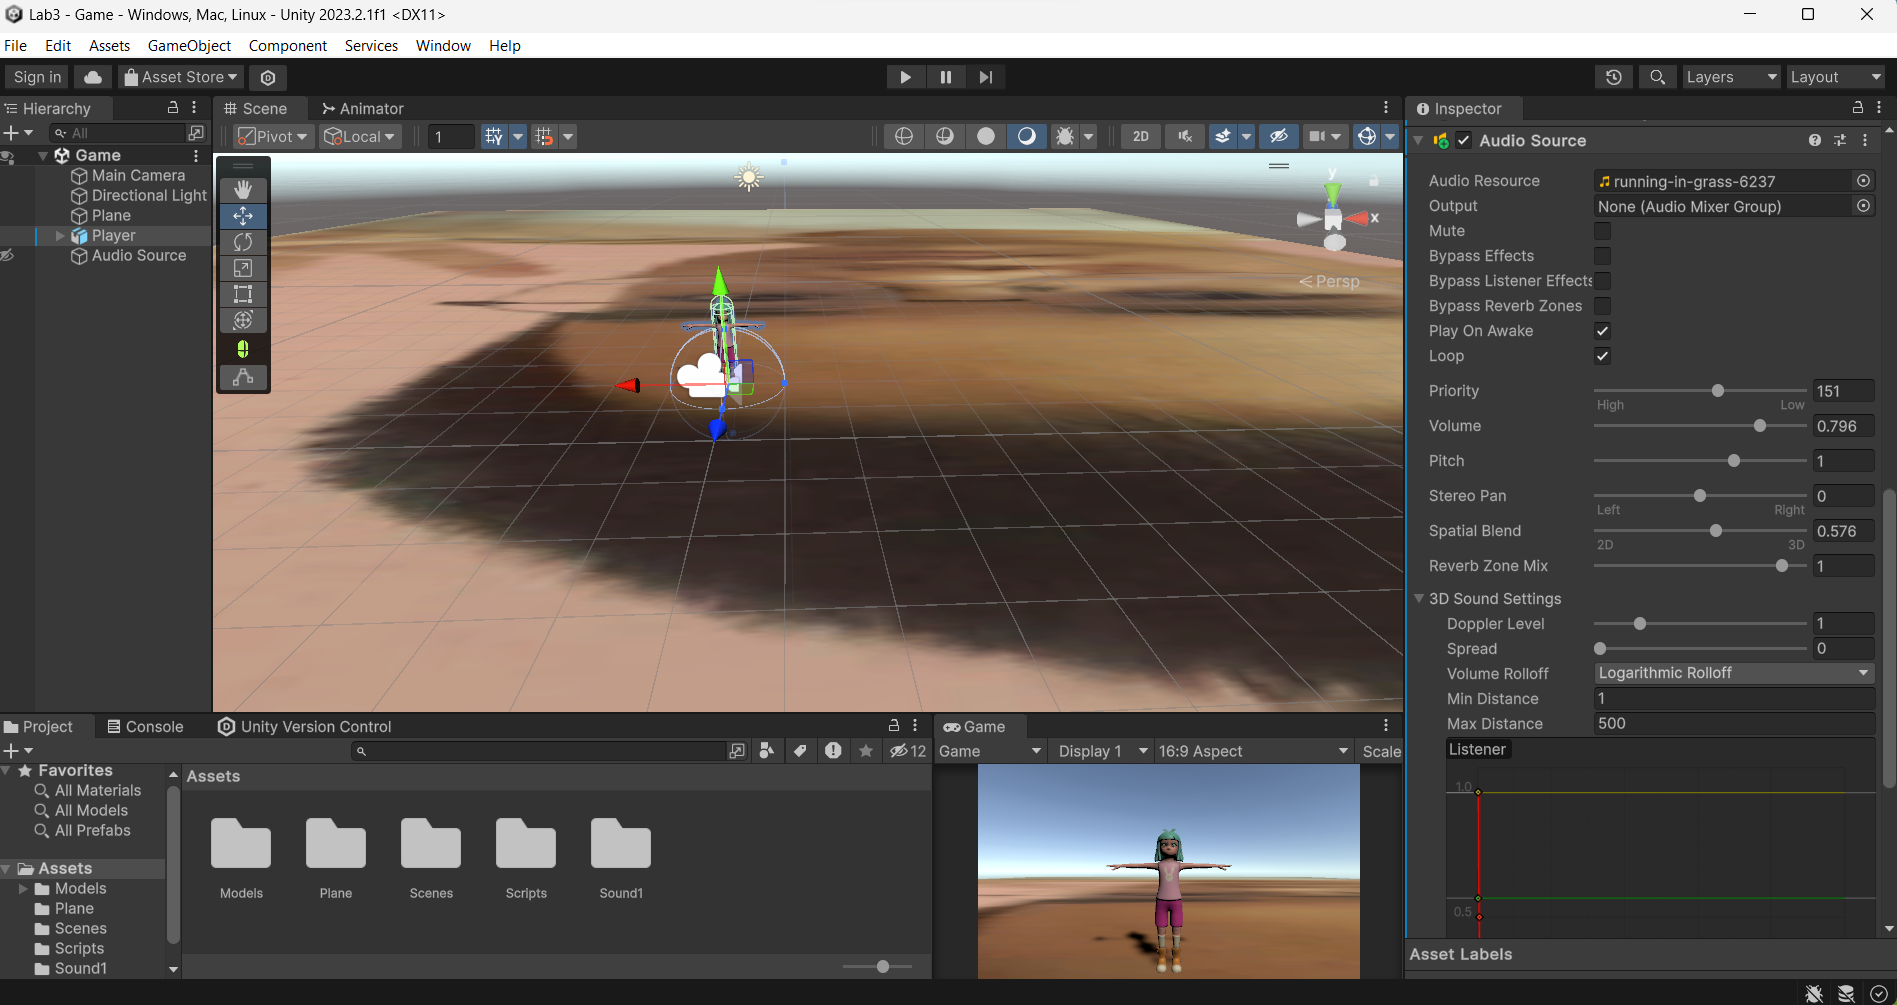 Lab3 - Game - Windows, Mac, Linux - Unity 2023.2.1f1 <DX11>
File Edit Assets GameObject Component Services Window Help
Sign in Asset Store Layers Layout
Hierarchy
All
Game
Main Camera
Directional Light
Plane
Player
Audio Source
Scene Animator
Pivot Local 1 2D
y
x
Persp
Inspector
Audio Source
Audio Resource running-in-grass-6237
Output None (Audio Mixer Group)
Mute
Bypass Effects
Bypass Listener Effects
Bypass Reverb Zones
Play On Awake
Loop
Priority 151
High Low
Volume 0.796
Pitch 1
Stereo Pan 0
Left Right
Spatial Blend 0.576
2D 3D
Reverb Zone Mix 1
3D Sound Settings
Doppler Level 1
Spread 0
Volume Rolloff Logarithmic Rolloff
Min Distance 1
Max Distance 500
Listener
1.0
0.5
Asset Labels
Project Console Unity Version Control
12
Favorites
All Materials
All Models
All Prefabs
Assets
Models
Plane
Scenes
Scripts
Sound1
Assets
Models Plane Scenes Scripts Sound1
Game
Game Display 1 16:9 Aspect Scale